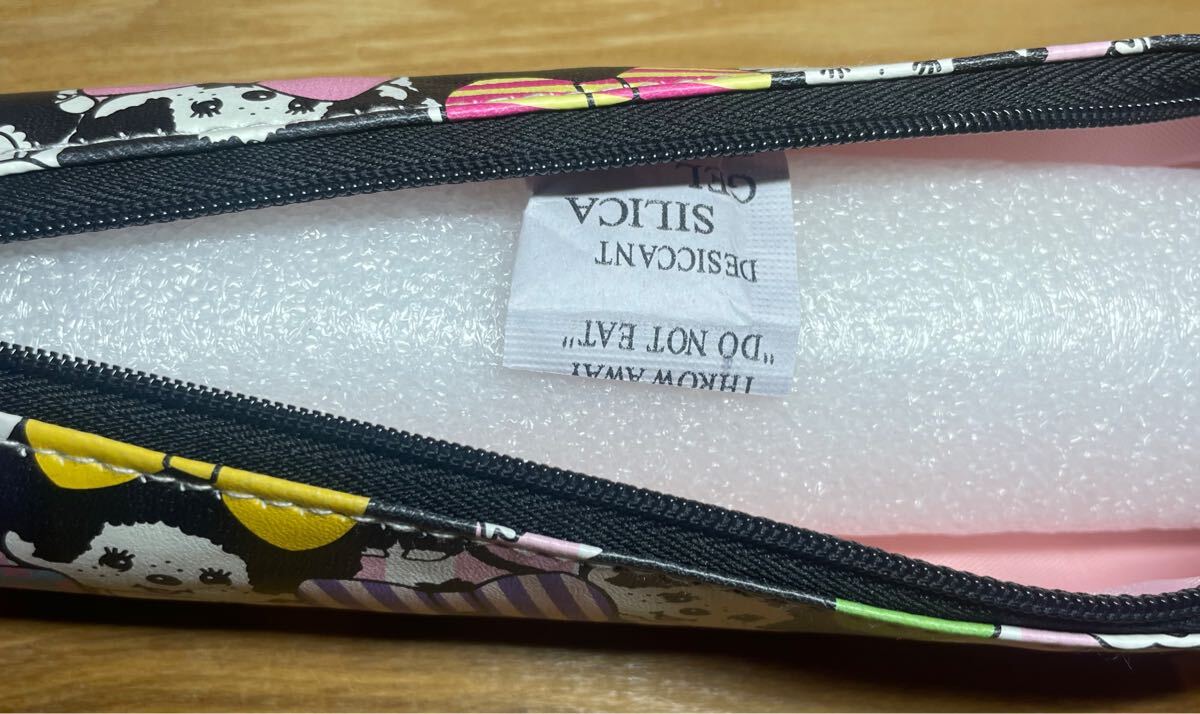 THROW AWAY
"DO NOT EAT"
DESICCANT
SILICA
GEL